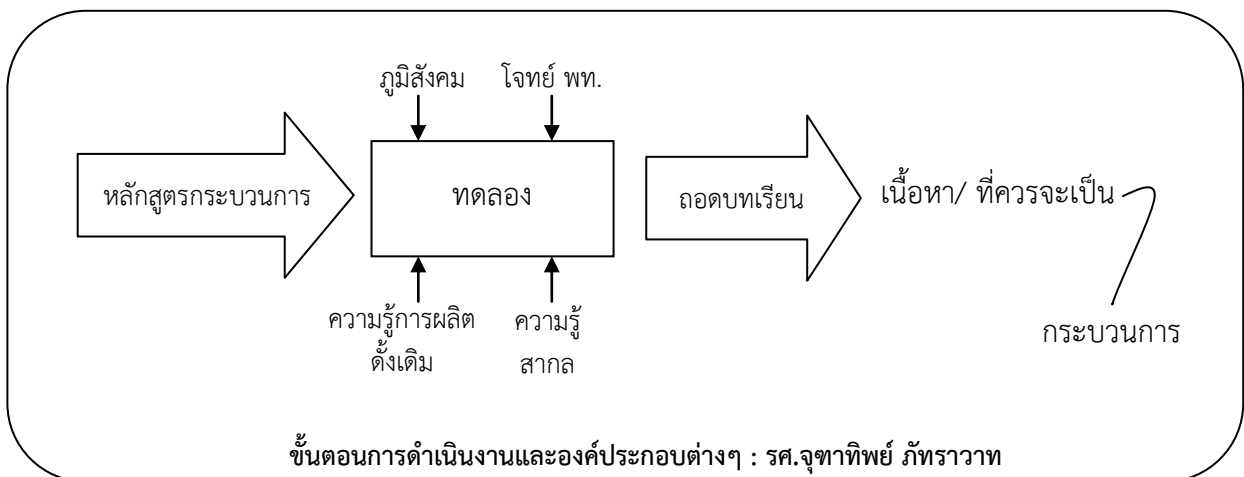 ภูมิสังคม
โจทย์ พท.
หลักสูตรกระบวนการ
ทดลอง
ถอดบทเรียน
เนื้อหา/ ที่ควรจะเป็น
ความรู้การผลิต
ดั้งเดิม
ความรู้
สากล
กระบวนการ
ขั้นตอนการดำเนินงานและองค์ประกอบต่างๆ : รศ.จุฑาทิพย์ ภัทราวาท